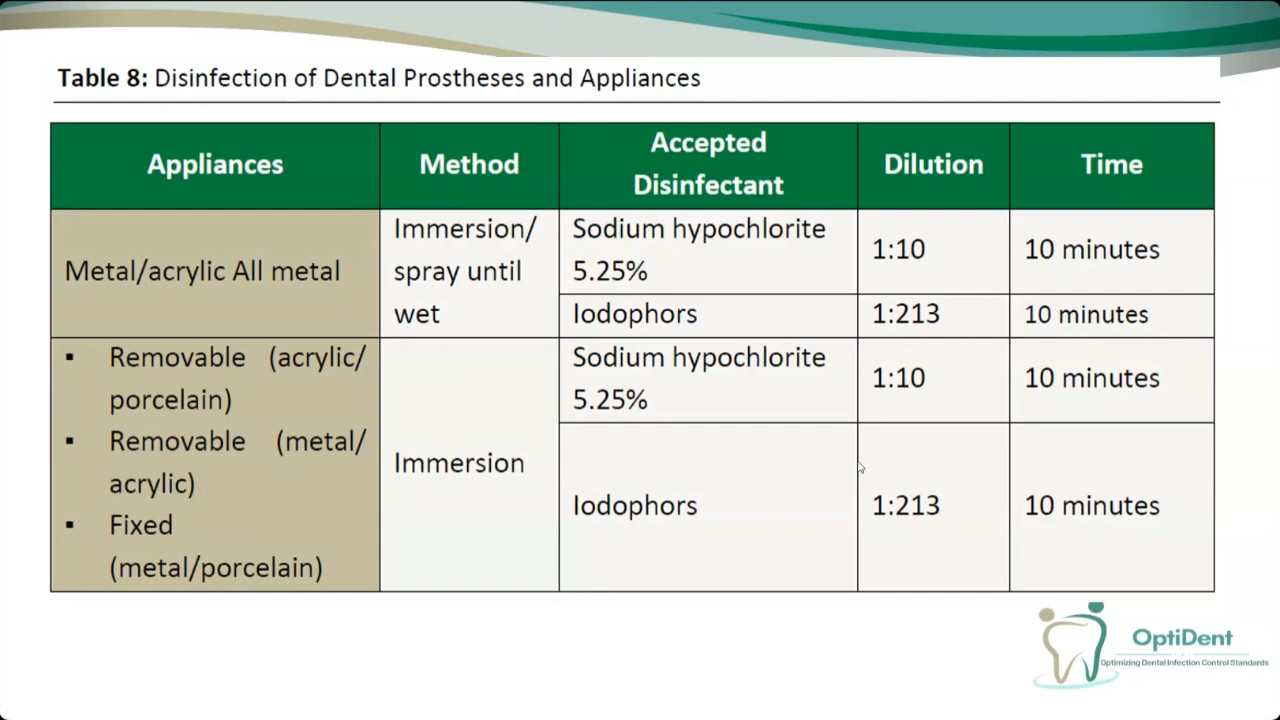 Table 8: Disinfection of Dental Prostheses and Appliances
Appliances
Method
Accepted
Disinfectant
Dilution
Time
Metal/acrylic All metal
Immersion/
spray until
wet
Sodium hypochlorite
5.25%
1:10
10 minutes
Iodophors
1:213
10 minutes
▪ Removable (acrylic/
porcelain)
▪ Removable (metal/
acrylic)
▪ Fixed
(metal/porcelain)
Immersion
Sodium hypochlorite
5.25%
1:10
10 minutes
Iodophors
1:213
10 minutes
OptiDent
Optimizing Dental Infection Control Standards